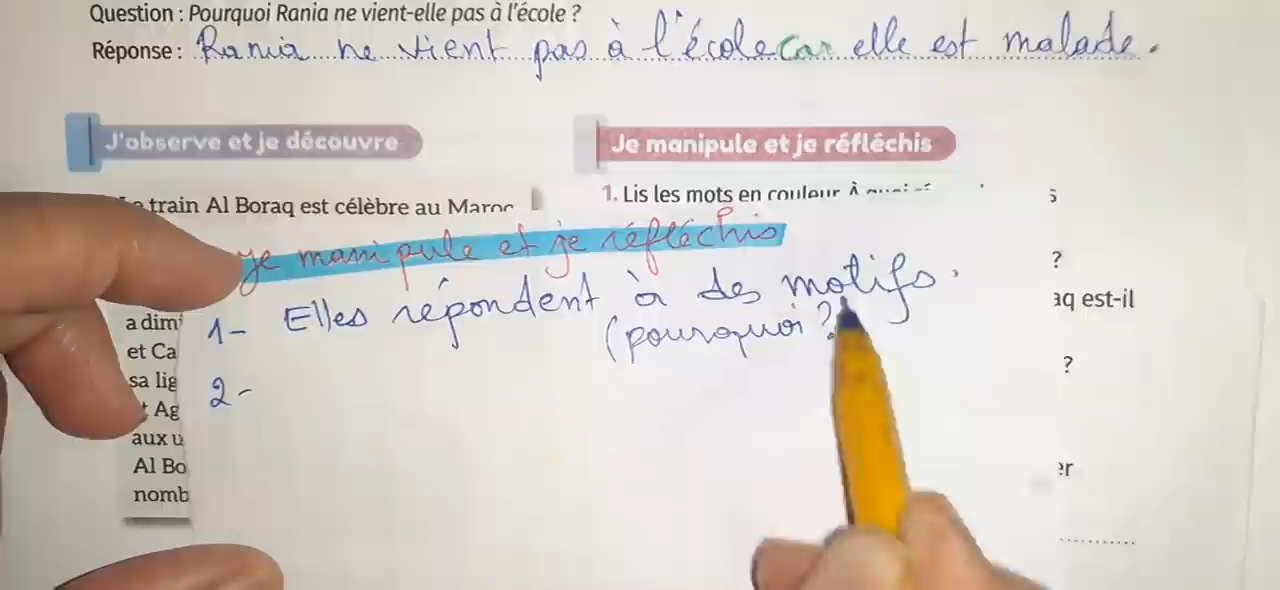 Question : Pourquoi Rania ne vient-elle pas à l'école ?
Réponse : Rania ne vient pas à l'école car elle est malade.
J'observe et je découvre
Je manipule et je réfléchis
train Al Boraq est célèbre au Maroc
1. Lis les mots en couleur À
je manipule et je réfléchis
?
1- Elles répondent à des motifs.
(pourquoi ?
aq est-il
a dimi
et Ca
?
sa lig
2-
t Ag
aux u
Al Bo
er
nomb